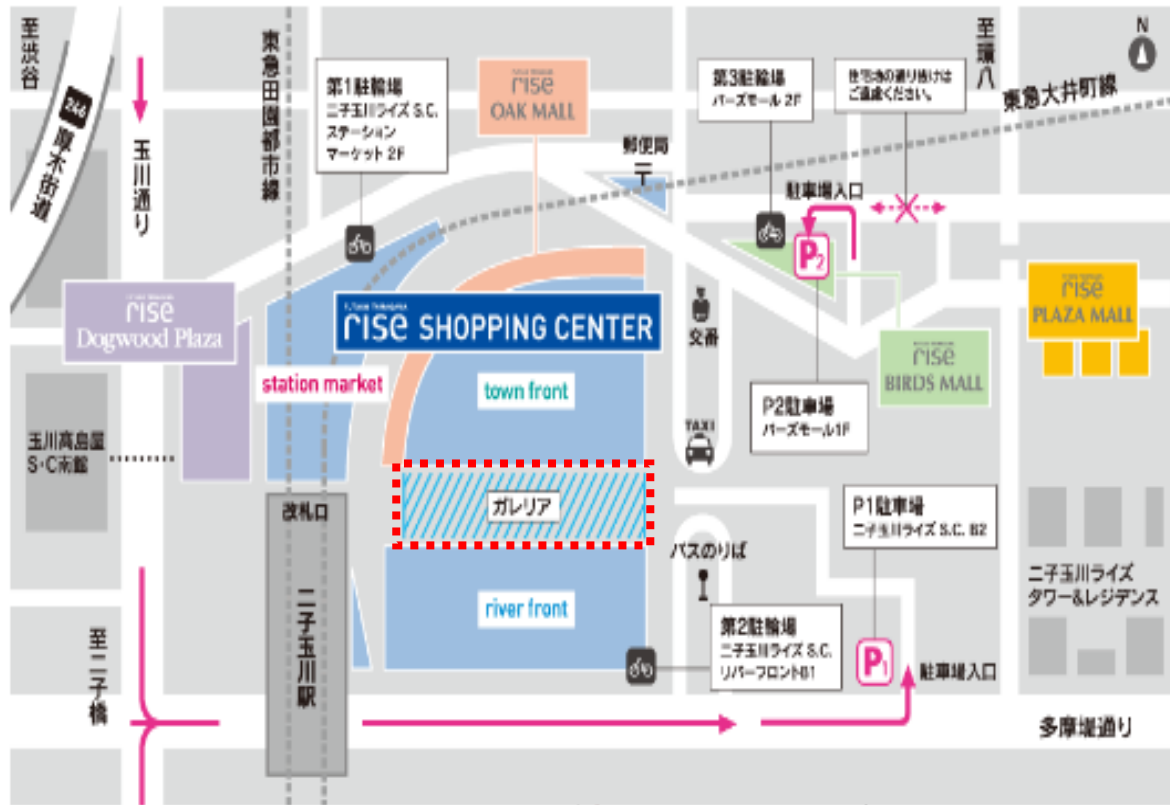 至渋谷
246
厚木街道
玉川通り
東急田園都市線
第1駐輪場
二子玉川ライズ S.C.
ステーション
マーケット 2F
rise
OAK MALL
郵便局
第3駐輪場
バーズモール 2F
住宅地の通り抜けは
ご遠慮ください。
至環八
N
東急大井町線
駐車場入口
P2
rise
Dogwood Plaza
rise SHOPPING CENTER
交番
rise
PLAZA MALL
rise
BIRDS MALL
station market
town front
P2駐車場
バーズモール1F
TAXI
玉川高島屋
S・C南館
改札口
ガレリア
P1駐車場
二子玉川ライズ S.C. B2
バスのりば
二子玉川ライズ
タワー&レジデンス
river front
二子玉川駅
第2駐輪場
二子玉川ライズ S.C.
リバーフロントB1
P1
駐車場入口
至二子橋
多摩堤通り